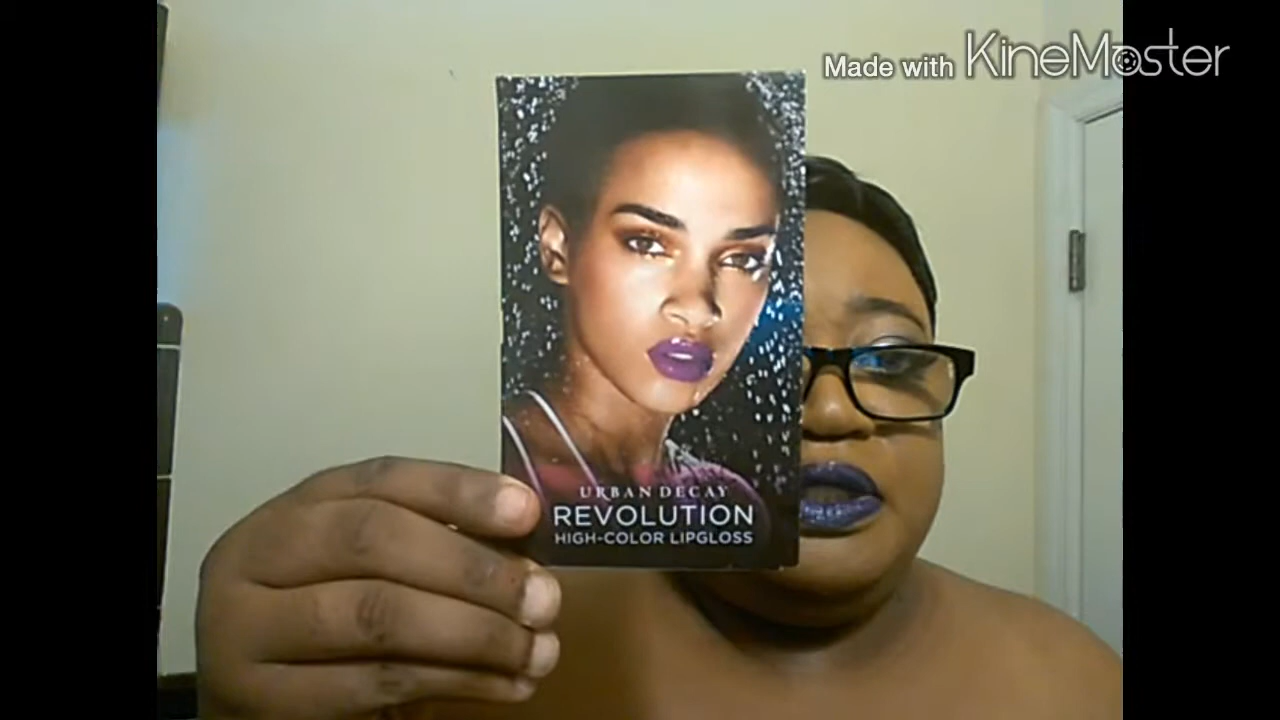 Made with KINEMASTER
URBAN DECAY
REVOLUTION
HIGH-COLOR LIPGLOSS